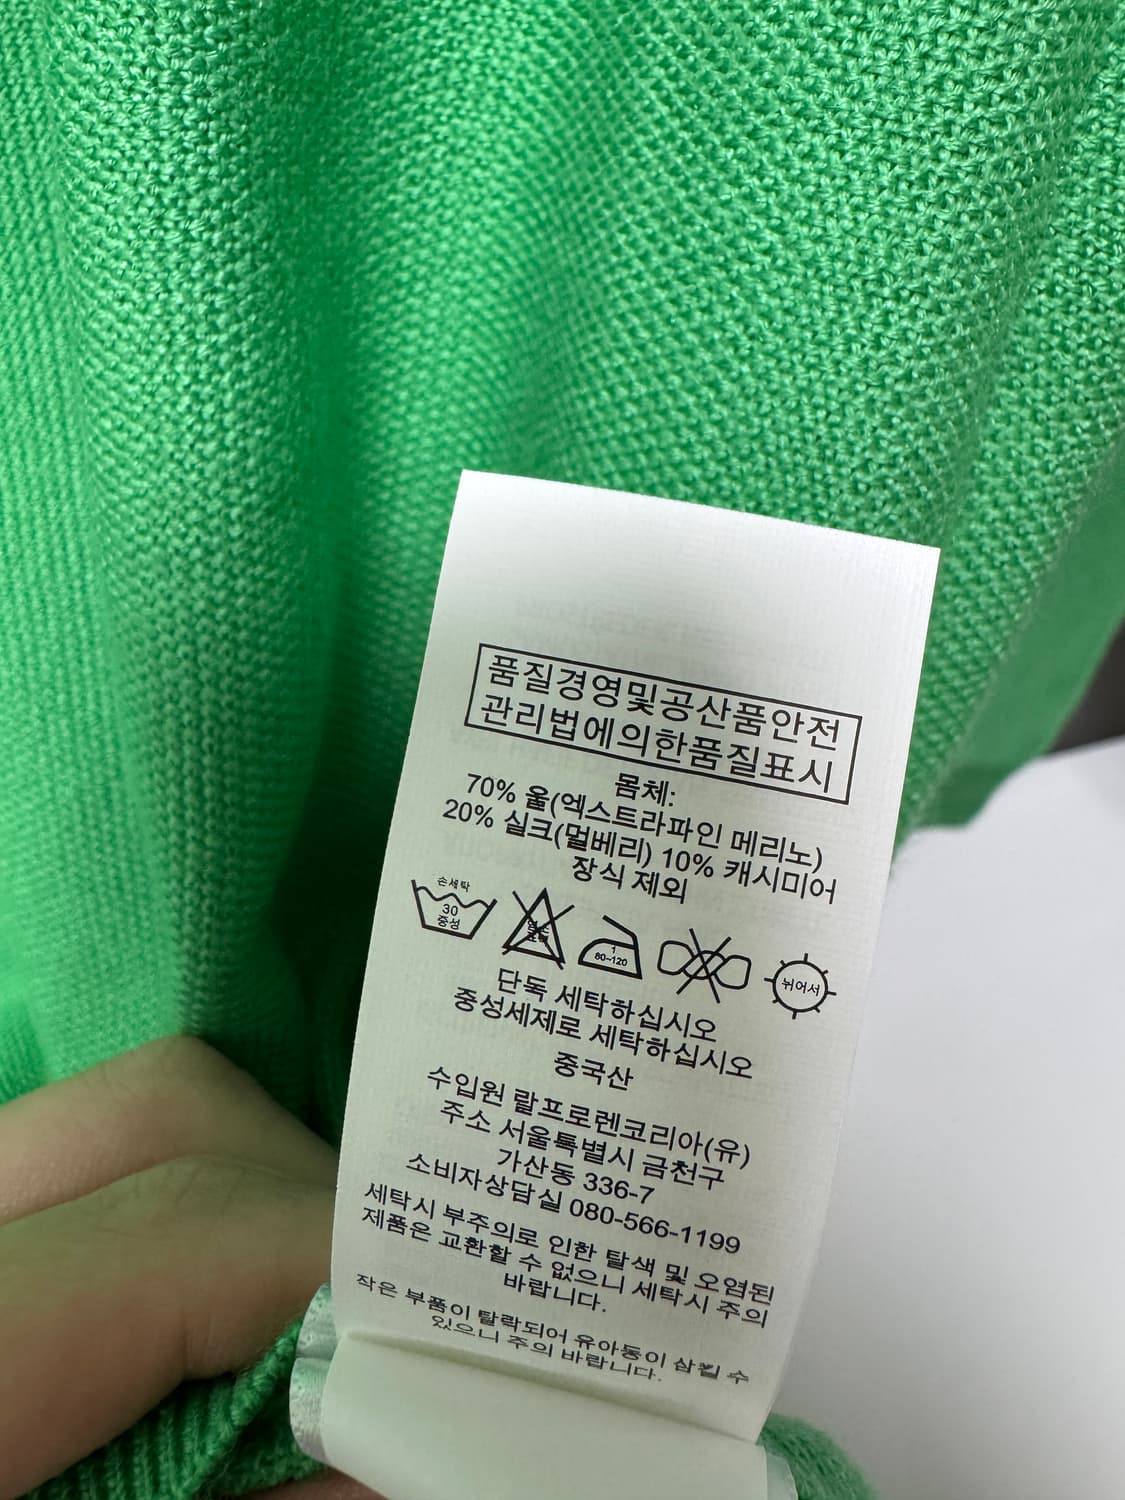 품질경영및공산품안전
관리법에의한품질표시
몸체:
70% 울(엑스트라파인 메리노)
20% 실크(멀베리) 10% 캐시미어
장식 제외
손세탁
30
중성
1
80~120
뉘어서
단독 세탁하십시오
중성세제로 세탁하십시오
중국산
수입원 랄프로렌코리아(유)
주소 서울특별시 금천구
가산동 336-7
소비자상담실 080-566-1199
세탁시 부주의로 인한 탈색 및 오염된
제품은 교환할 수 없으니 세탁시 주의
바랍니다.
작은 부품이 탈락되어 유아동이 삼킬 수
있으니 주의 바랍니다.